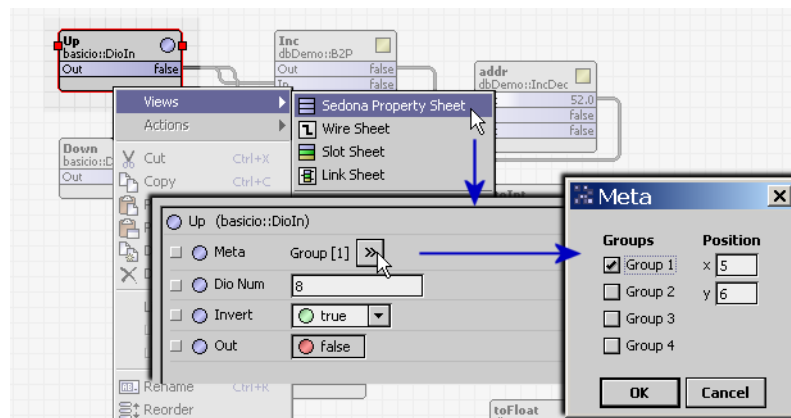 Up
basicio::DioIn
Out false
Inc
dbDemo::B2P
Out false
In false
addr
dbDemo::IncDec
52.0
false
false
Down
basicio::D
Out
Views
Actions
Cut Ctrl+X
Copy Ctrl+C
Rename Ctrl+R
Reorder
Sedona Property Sheet
Wire Sheet
Slot Sheet
Link Sheet
Up (basicio::DioIn)
Meta Group [1] »
Dio Num 8
Invert true
Out false
Meta
Groups Position
Group 1 x 5
Group 2 y 6
Group 3
Group 4
OK Cancel
toFloat